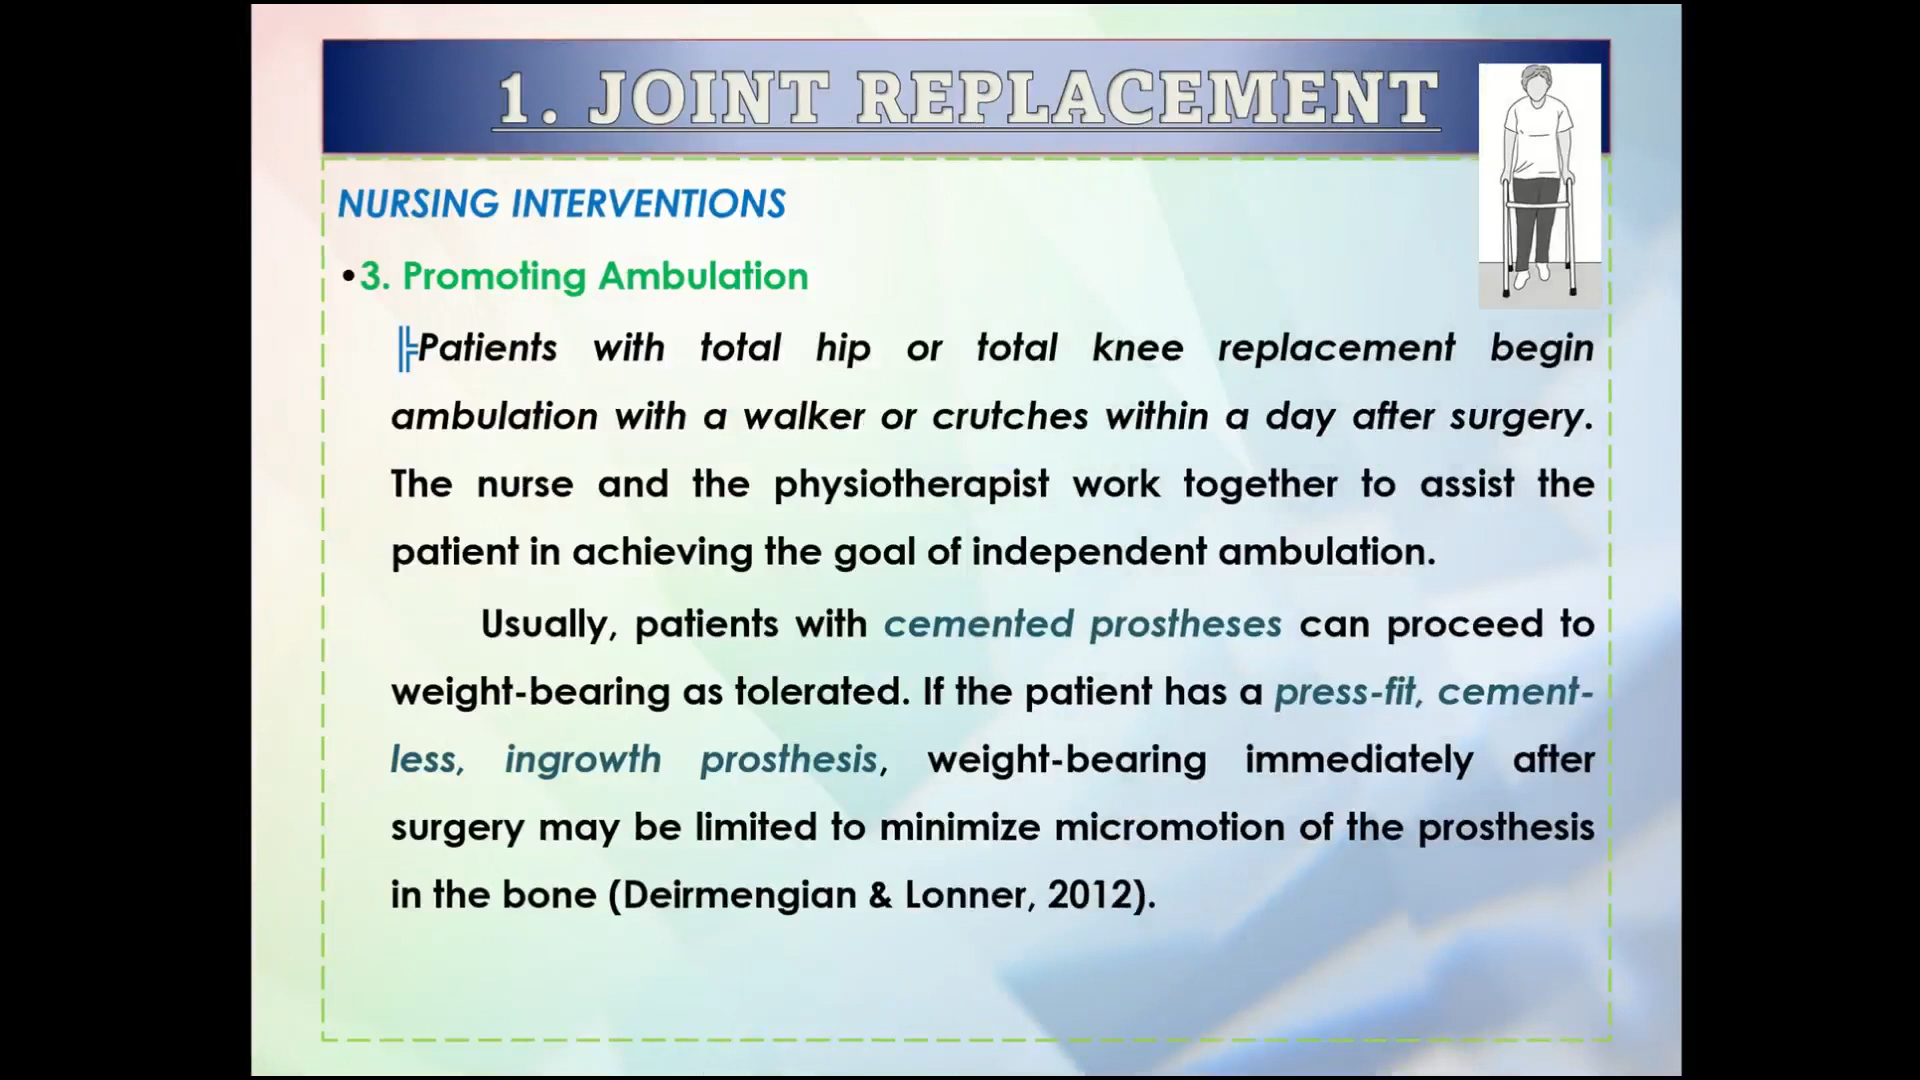 1. JOINT REPLACEMENT
NURSING INTERVENTIONS
•3. Promoting Ambulation
╠Patients with total hip or total knee replacement begin
ambulation with a walker or crutches within a day after surgery.
The nurse and the physiotherapist work together to assist the
patient in achieving the goal of independent ambulation.
Usually, patients with cemented prostheses can proceed to
weight-bearing as tolerated. If the patient has a press-fit, cement-
less, ingrowth prosthesis, weight-bearing immediately after
surgery may be limited to minimize micromotion of the prosthesis
in the bone (Deirmengian & Lonner, 2012).